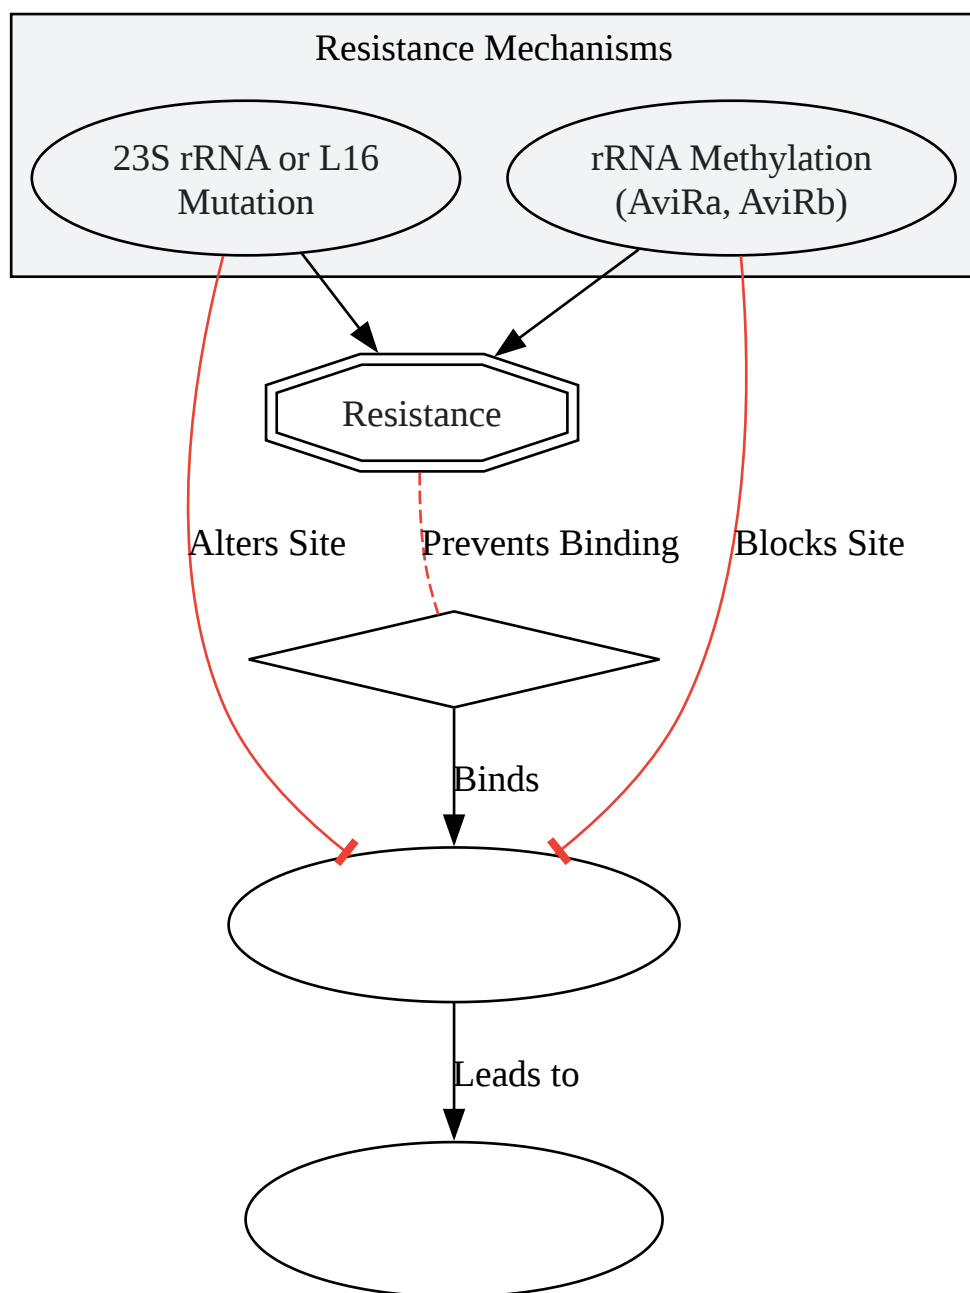 Resistance Mechanisms
23S rRNA or L16
Mutation
rRNA Methylation
(AviRa, AviRb)
Resistance
Alters Site
Prevents Binding
Blocks Site
Binds
Leads to